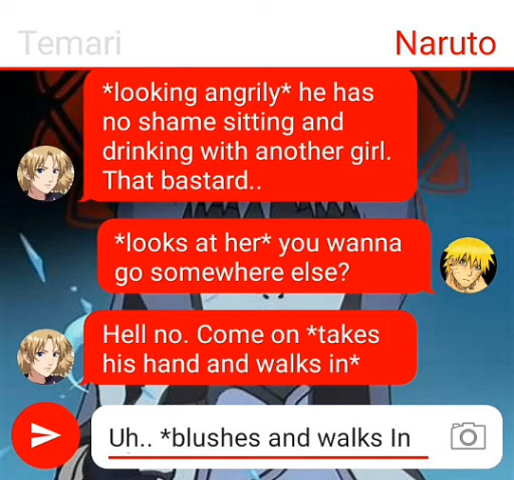 Temari Naruto
*looking angrily* he has
no shame sitting and
drinking with another girl.
That bastard..
*looks at her* you wanna
go somewhere else?
Hell no. Come on *takes
his hand and walks in*
Uh.. *blushes and walks In